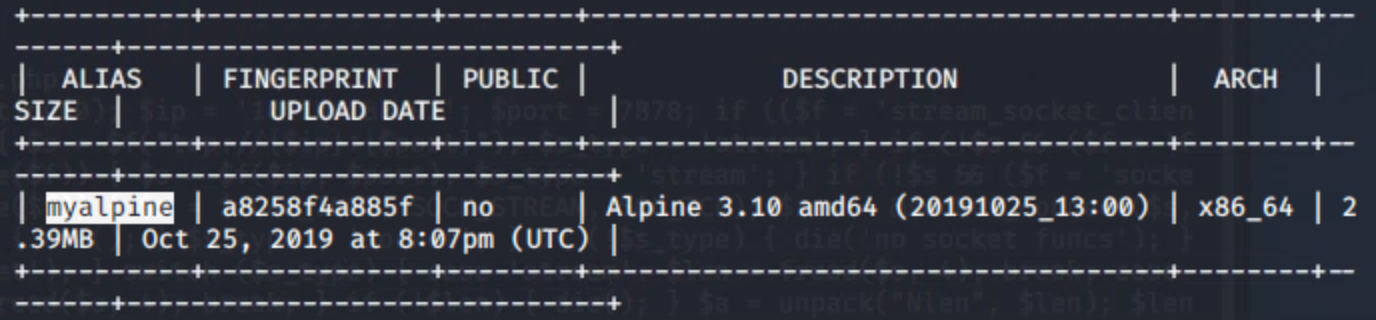 +---------+--------------+--------+-------------------------------------+--------+--
------+------------------------------+
|  ALIAS  | FINGERPRINT  | PUBLIC |             DESCRIPTION             |  ARCH  |
SIZE  |         UPLOAD DATE          |
+---------+--------------+--------+-------------------------------------+--------+--
------+------------------------------+
| myalpine | a8258f4a885f | no     | Alpine 3.10 amd64 (20191025_13:00) | x86_64 | 2
.39MB | Oct 25, 2019 at 8:07pm (UTC) |
+---------+--------------+--------+-------------------------------------+--------+--
------+------------------------------+